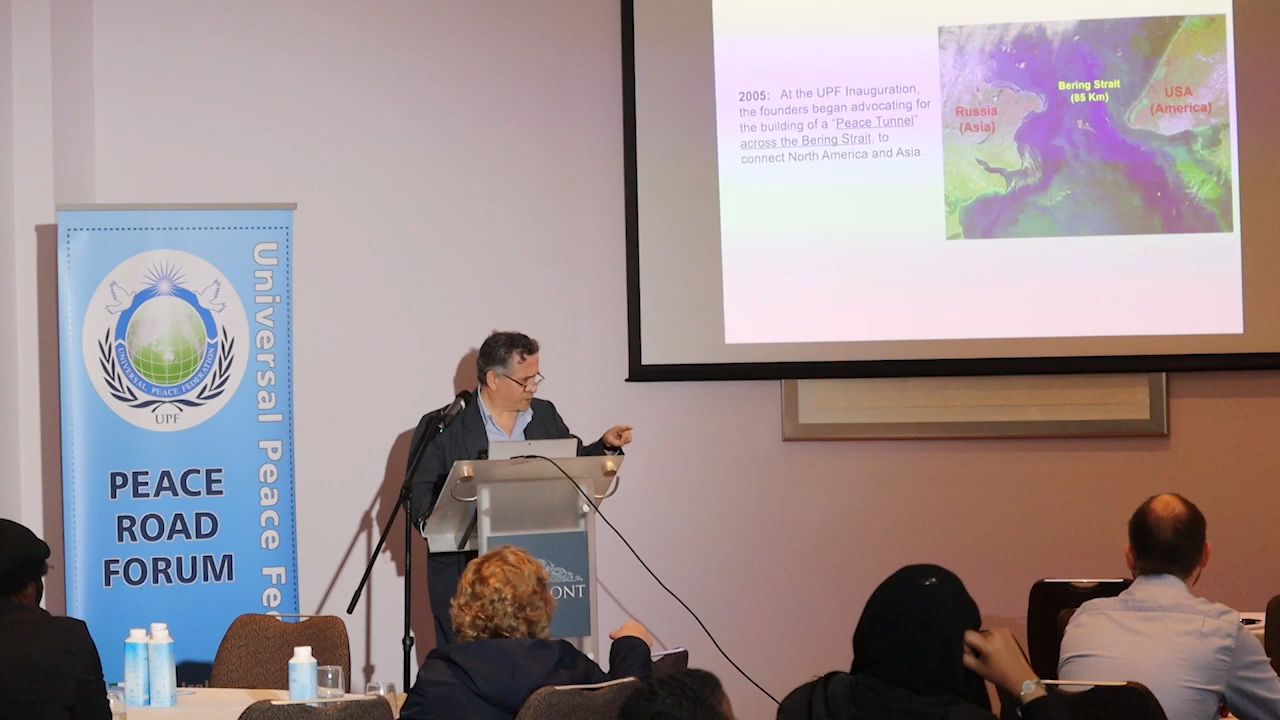 Universal Peace Fe
UNIVERSAL PEACE FEDERATION
UPF
PEACE
ROAD
FORUM
2005: At the UPF Inauguration,
the founders began advocating for
the building of a “Peace Tunnel”
across the Bering Strait, to
connect North America and Asia.
Russia
(Asia)
Bering Strait
(85 Km)
USA
(America)
ONT